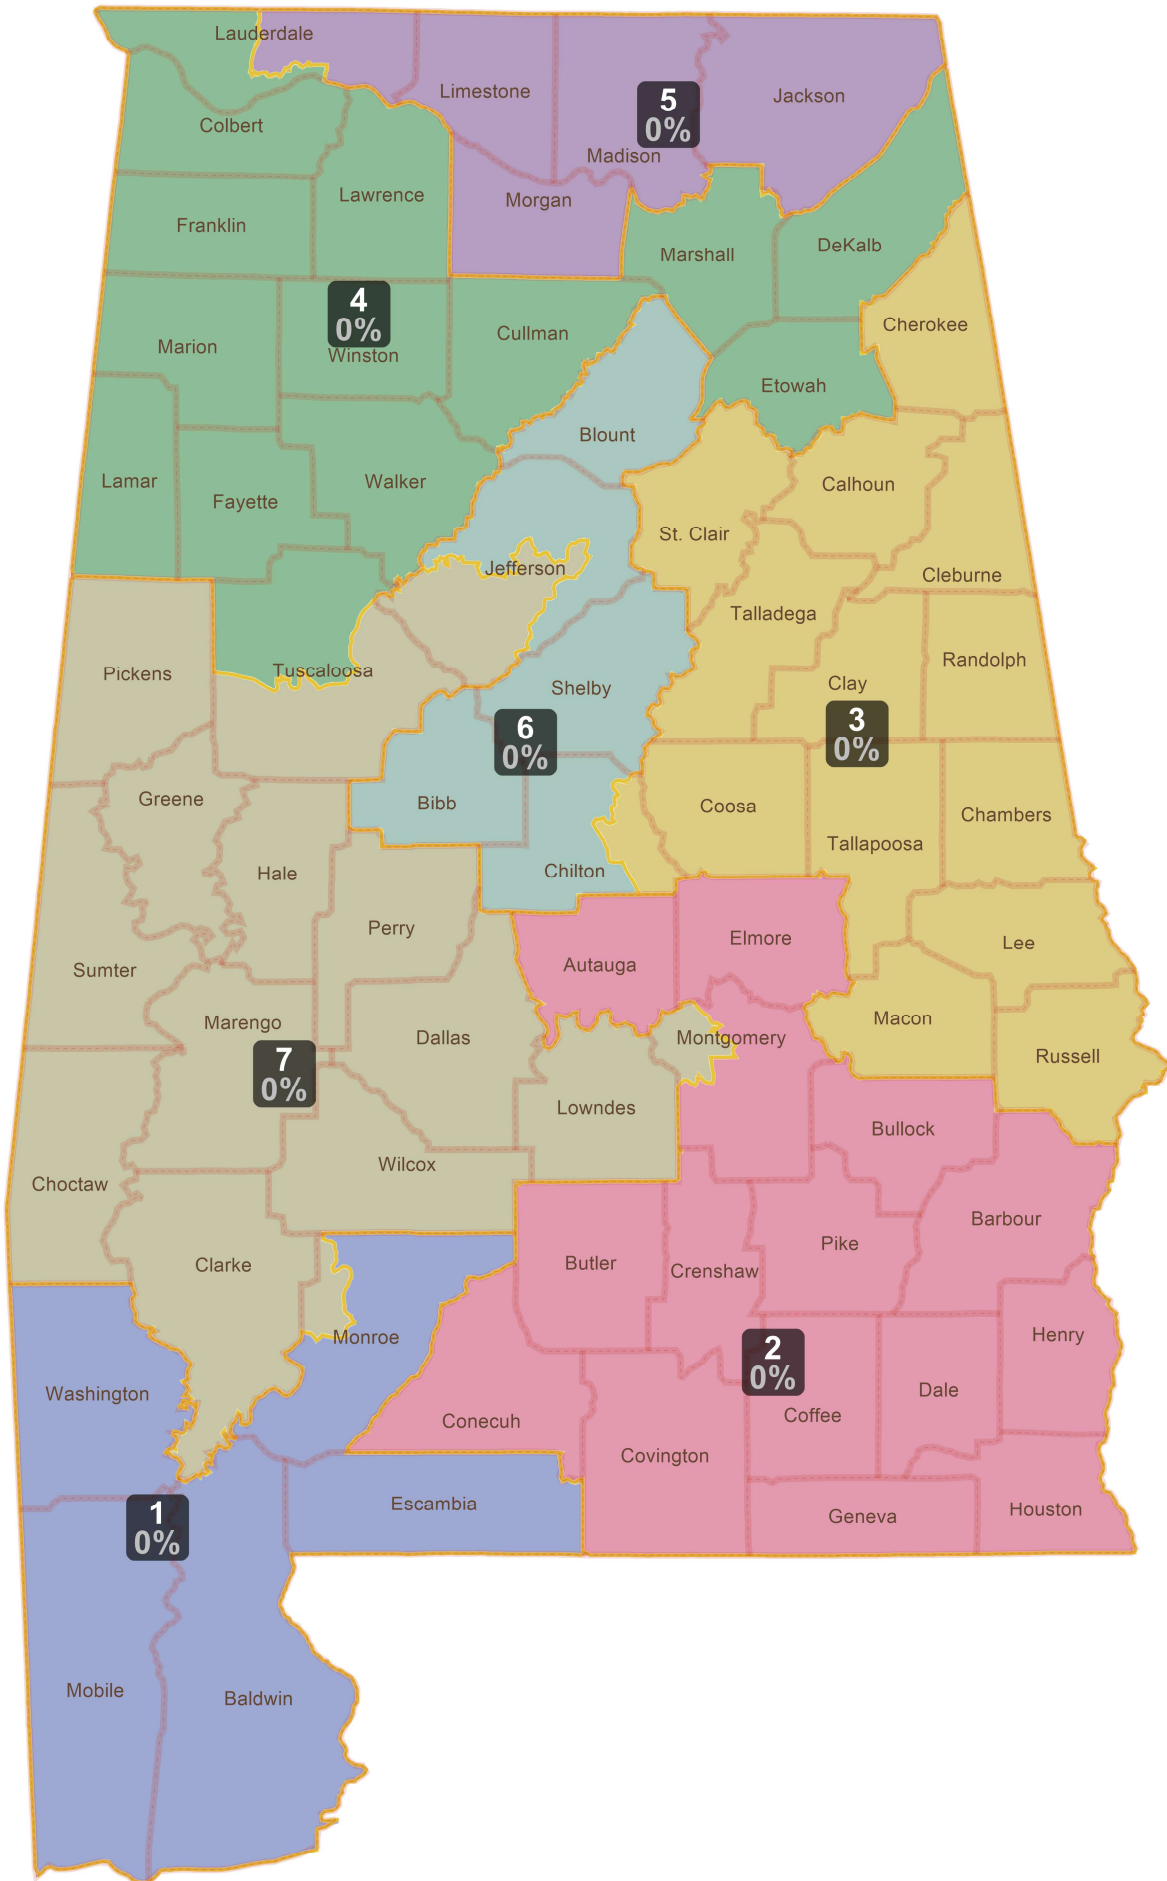 Lauderdale
Limestone
5
0%
Jackson
Colbert
Madison
Lawrence
Morgan
Franklin
DeKalb
Marshall
4
0%
Cherokee
Cullman
Marion
Winston
Etowah
Blount
Lamar
Walker
Calhoun
Fayette
St. Clair
Jefferson
Cleburne
Talladega
Randolph
Pickens
Tuscaloosa
Clay
Shelby
6
0%
3
0%
Greene
Bibb
Coosa
Chambers
Tallapoosa
Hale
Chilton
Perry
Elmore
Lee
Autauga
Sumter
Macon
Marengo
Dallas
Montgomery
Russell
7
0%
Lowndes
Bullock
Wilcox
Choctaw
Barbour
Pike
Clarke
Butler
Crenshaw
Monroe
Henry
2
0%
Washington
Dale
Coffee
Conecuh
Covington
Escambia
Houston
Geneva
1
0%
Mobile
Baldwin